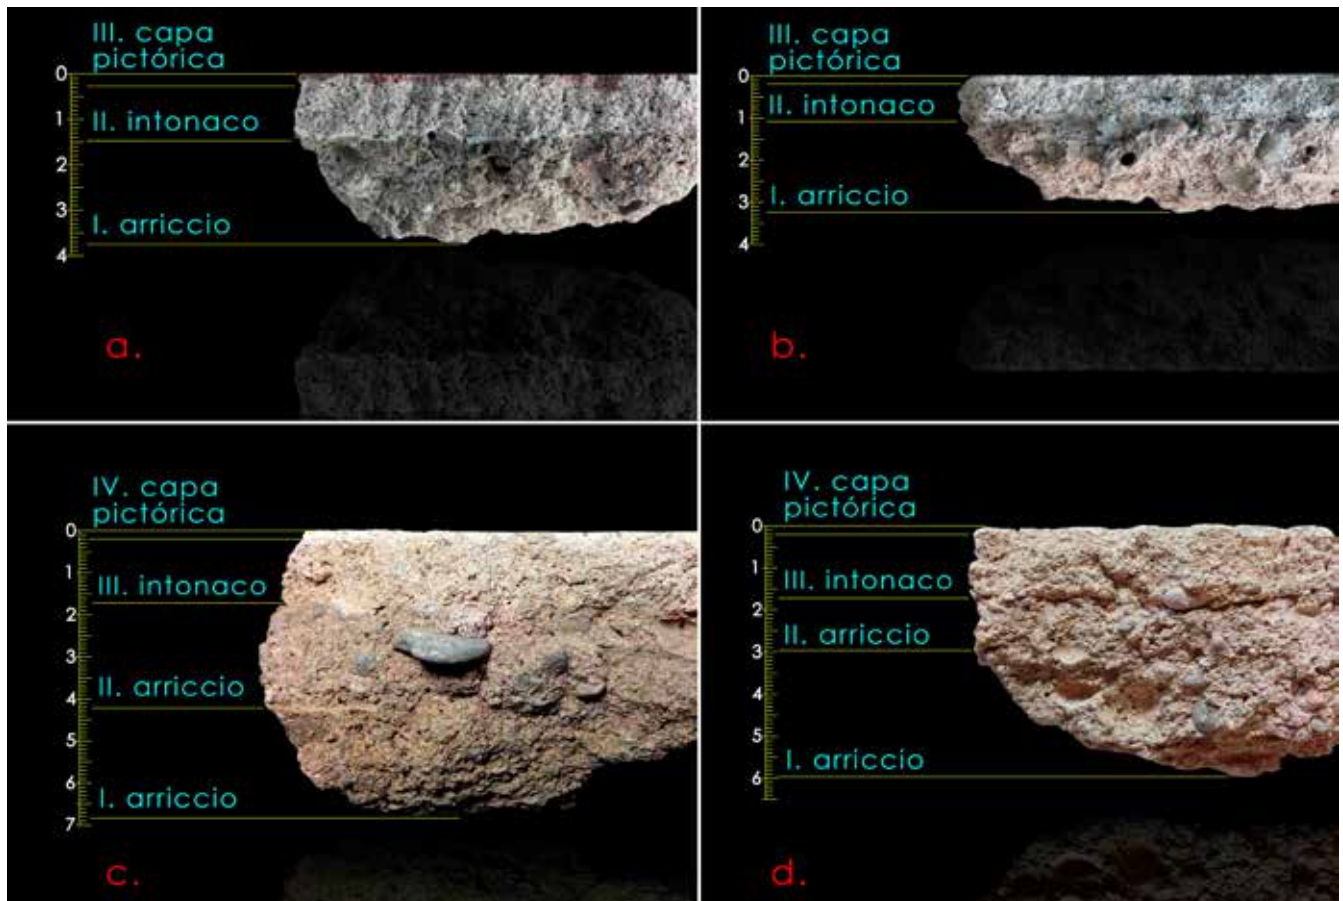 III. capa
pictórica
0
II. intonaco
1
2
3
I. arriccio
4
a.
III. capa
pictórica
0
II. intonaco
1
2
I. arriccio
3
4
b.
IV. capa
pictórica
0
1
III. intonaco
2
3
II. arriccio
4
5
6
I. arriccio
7
c.
IV. capa
pictórica
0
1
III. intonaco
2
II. arriccio
3
4
5
I. arriccio
6
d.